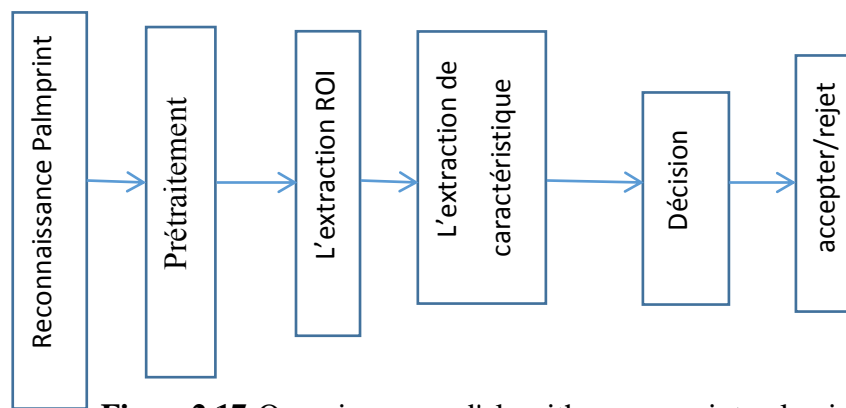 Reconnaissance Palmprint
Prétraitement
L'extraction ROI
L'extraction de
caractéristique
Décision
accepter/rejet